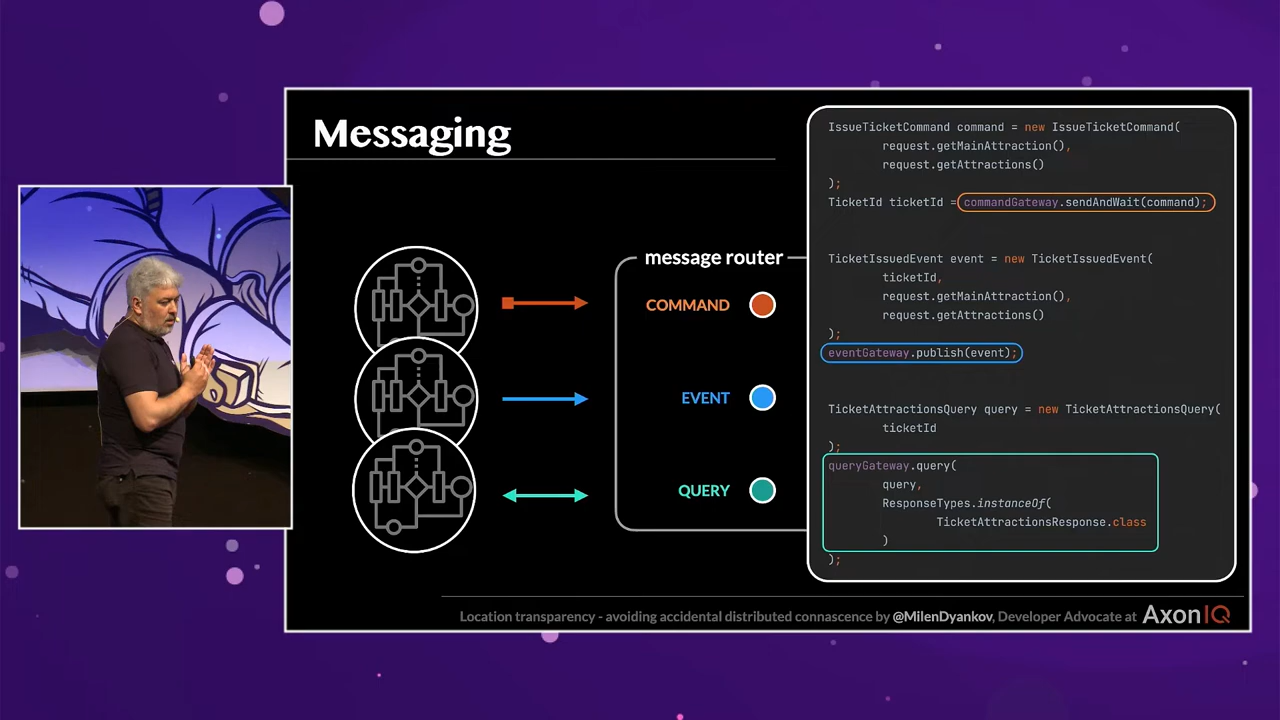 Messaging
message router
COMMAND
EVENT
QUERY
IssueTicketCommand command = new IssueTicketCommand(
request.getMainAttraction(),
request.getAttractions()
);
TicketId ticketId = commandGateway.sendAndWait(command);
TicketIssuedEvent event = new TicketIssuedEvent(
ticketId,
request.getMainAttraction(),
request.getAttractions()
);
eventGateway.publish(event);
TicketAttractionsQuery query = new TicketAttractionsQuery(
ticketId
);
queryGateway.query(
query,
ResponseTypes.instanceOf(
TicketAttractionsResponse.class
)
);
Location transparency - avoiding accidental distributed connascence by @MilenDyankov, Developer Advocate at AxonIQ